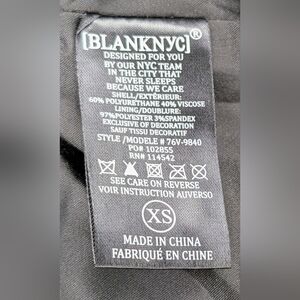 [BLANKNYC]®
DESIGNED FOR YOU
BY OUR NYC TEAM
IN THE CITY THAT
NEVER SLEEPS
BECAUSE WE CARE
SHELL/EXTÉRIEUR:
60% POLYURETHANE 40% VISCOSE
LINING/DOUBLURE:
97%POLYESTER 3%SPANDEX
EXCLUSIVE OF DECORATION
SAUF TISSU DECORATIF
STYLE /MODELE # 76V-9840
PO# 102855
RN# 114542
SEE CARE ON REVERSE
VOIR INSTRUCTION AUVERSO
XS
MADE IN CHINA
FABRIQUÉ EN CHINE